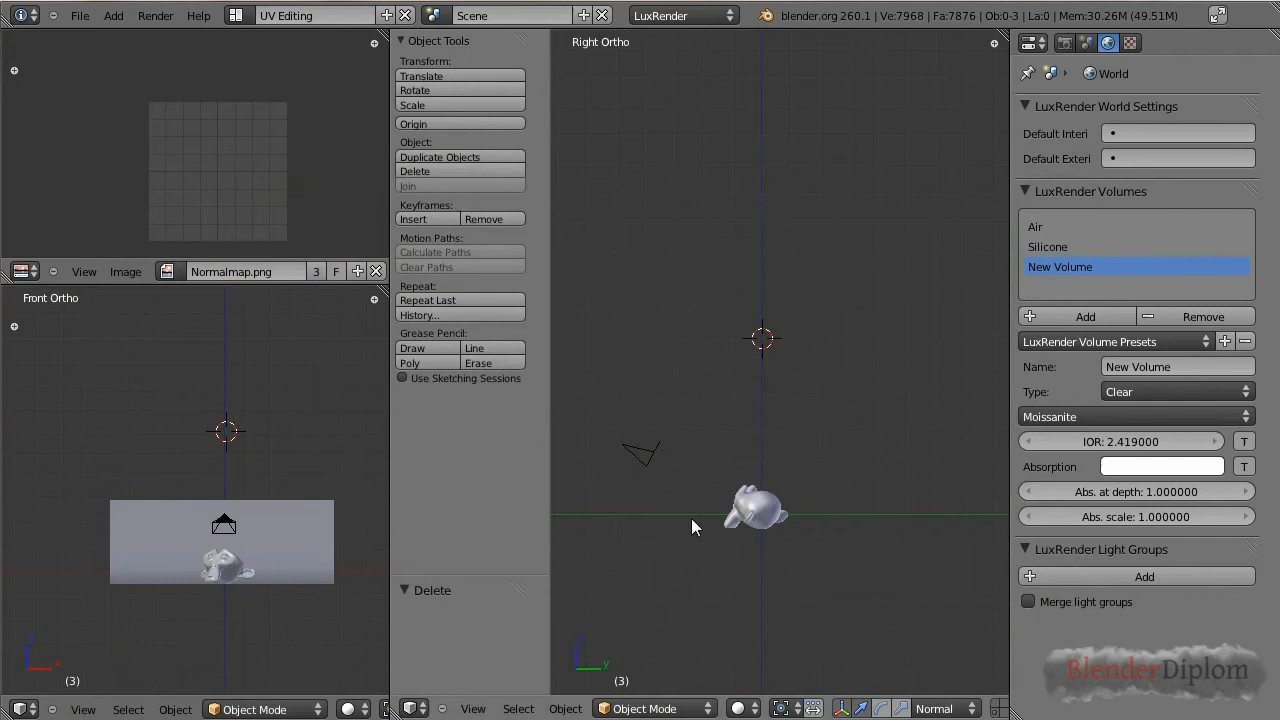 File Add Render Help UV Editing Scene LuxRender blender.org 260.1 | Ve:7968 | Fa:7876 | Ob:0-3 | La:0 | Mem:30.26M (49.51M)
Object Tools
Transform:
Translate
Rotate
Scale
Origin
Object:
Duplicate Objects
Delete
Join
Keyframes:
Insert Remove
Motion Paths:
Calculate Paths
Clear Paths
Repeat:
Repeat Last
History...
Grease Pencil:
Draw Line
Poly Erase
Use Sketching Sessions
Delete
View Image Normalmap.png 3 F
Front Ortho
z
x
(3)
View Select Object Object Mode
Right Ortho
z
y
(3)
View Select Object Object Mode Normal
World
LuxRender World Settings
Default Interi
Default Exteri
LuxRender Volumes
Air
Silicone
New Volume
Add Remove
LuxRender Volume Presets
Name: New Volume
Type: Clear
Moissanite
IOR: 2.419000 T
Absorption T
Abs. at depth: 1.000000
Abs. scale: 1.000000
LuxRender Light Groups
Add
Merge light groups
BlenderDiplom